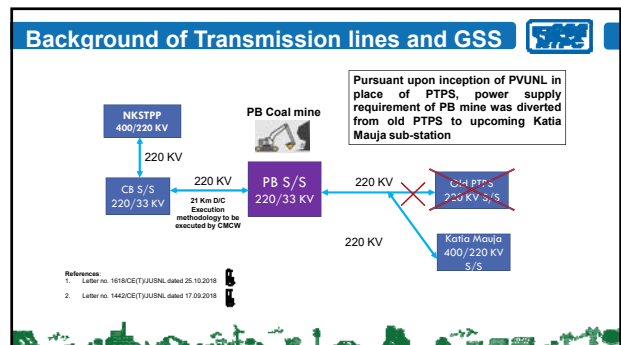 Background of Transmission lines and GSS
NTPC
Pursuant upon inception of PVUNL in
place of PTPS, power supply
requirement of PB mine was diverted
from old PTPS to upcoming Katia
Mauja sub-station
NKSTPP
400/220 KV
PB Coal mine
220 KV
CB S/S
220/33 KV
220 KV
21 Km D/C
Execution
methodology to be
executed by CMCW
PB S/S
220/33 KV
220 KV
Old PTPS
220 KV S/S
220 KV
Katia Mauja
400/220 KV
S/S
References:
1. Letter no. 1618/CE(T)/JUSNL dated 25.10.2018
2. Letter no. 1442/CE(T)/JUSNL dated 17.09.2018